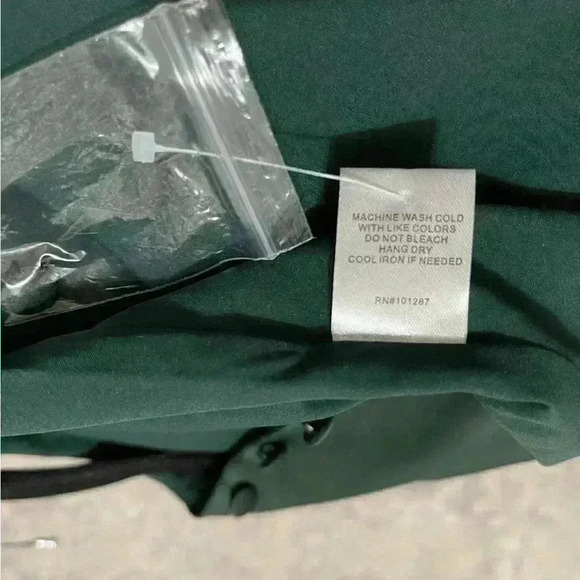 MACHINE WASH COLD
WITH LIKE COLORS
DO NOT BLEACH
HANG DRY
COOL IRON IF NEEDED
RN#101287